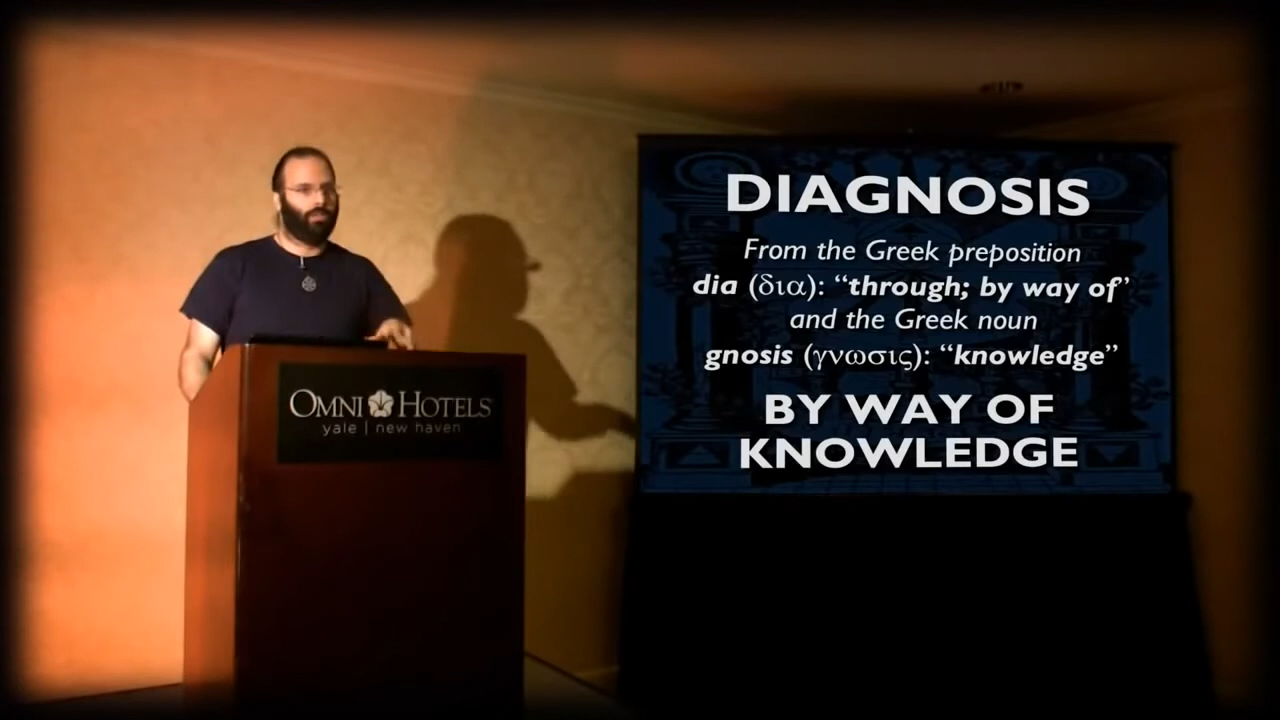 OMNI HOTELS
yale | new haven
DIAGNOSIS
From the Greek preposition
dia (δια): “through; by way of”
and the Greek noun
gnosis (γνωσις): “knowledge”
BY WAY OF
KNOWLEDGE